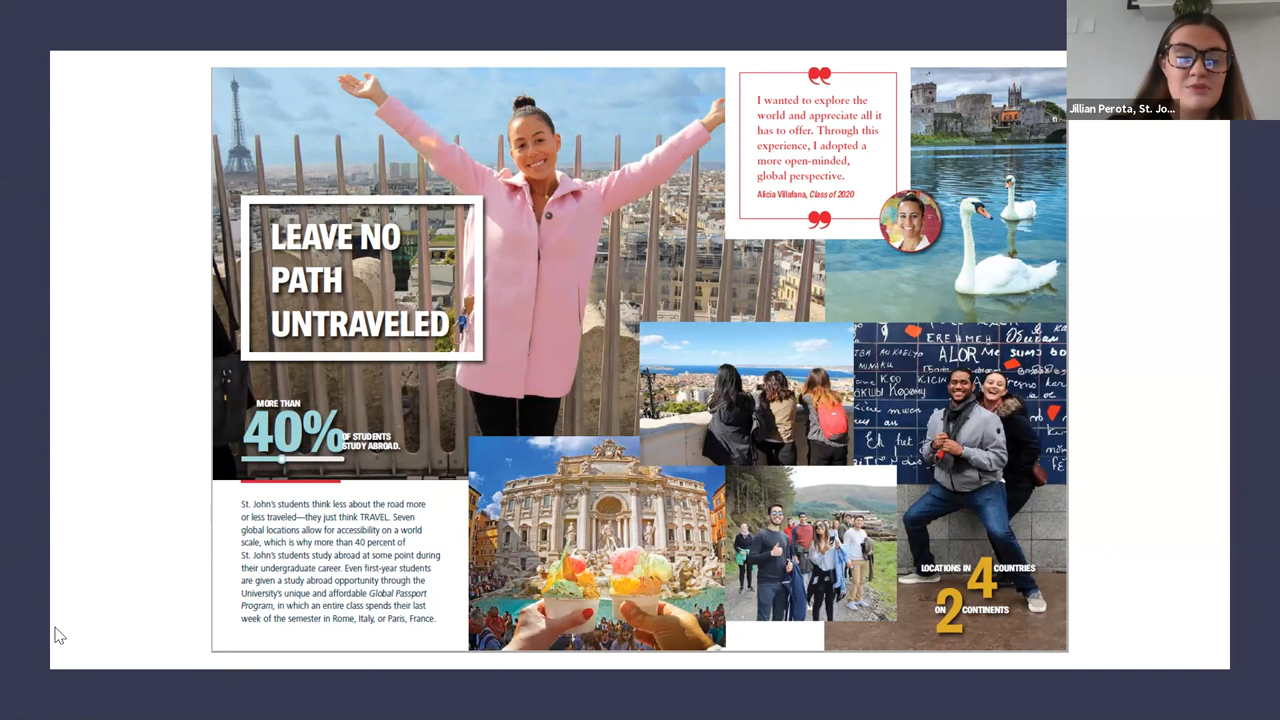 LEAVE NO
PATH
UNTRAVELED
MORE THAN
40%
OF STUDENTS
STUDY ABROAD.
St. John's students think less about the road more
or less traveled—they just think TRAVEL. Seven
global locations allow for accessibility on a world
scale, which is why more than 40 percent of
St. John's students study abroad at some point during
their undergraduate career. Even first-year students
are given a study abroad opportunity through the
University's unique and affordable Global Passport
Program, in which an entire class spends their last
week of the semester in Rome, Italy, or Paris, France.
I wanted to explore the
world and appreciate all it
has to offer. Through this
experience, I adopted a
more open-minded,
global perspective.
Alicia Villafana, Class of 2020
Jillian Perota, St. Jo...
EREHMEH
ALOR
KICIN
Ek het
LOCATIONS IN 4 COUNTRIES
ON 2 CONTINENTS